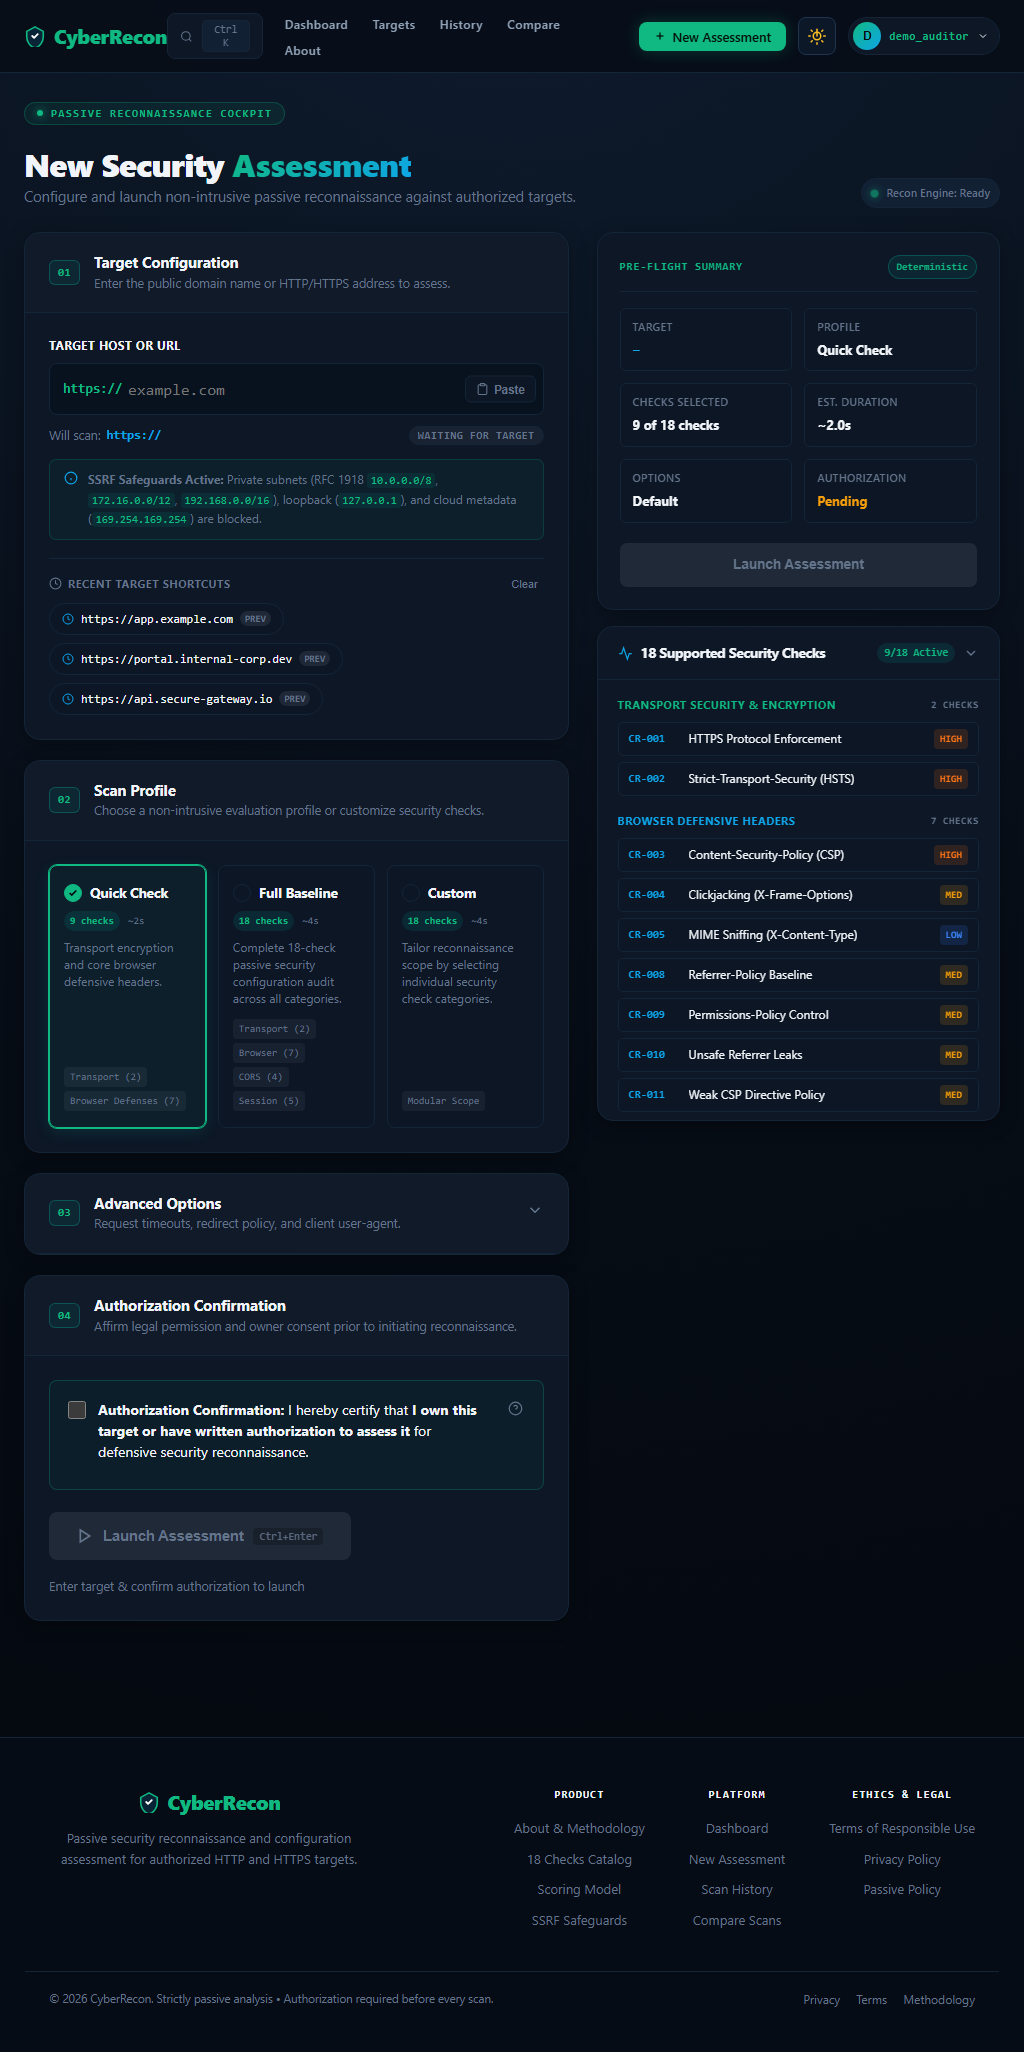 CyberRecon
Ctrl K
Dashboard
Targets
History
Compare
About
+ New Assessment
D
demo_auditor
PASSIVE RECONNAISSANCE COCKPIT
New Security Assessment
Configure and launch non-intrusive passive reconnaissance against authorized targets.
Recon Engine: Ready
01
Target Configuration
Enter the public domain name or HTTP/HTTPS address to assess.
TARGET HOST OR URL
https:// example.com
Paste
Will scan: https://
WAITING FOR TARGET
SSRF Safeguards Active: Private subnets (RFC 1918 10.0.0.0/8,
172.16.0.0/12, 192.168.0.0/16), loopback (127.0.0.1), and cloud metadata
(169.254.169.254) are blocked.
RECENT TARGET SHORTCUTS
Clear
https://app.example.com PREV
https://portal.internal-corp.dev PREV
https://api.secure-gateway.io PREV
02
Scan Profile
Choose a non-intrusive evaluation profile or customize security checks.
Quick Check
9 checks ~2s
Transport encryption
and core browser
defensive headers.
Transport (2)
Browser Defenses (7)
Full Baseline
18 checks ~4s
Complete 18-check
passive security
configuration audit
across all categories.
Transport (2)
Browser (7)
CORS (4)
Session (5)
Custom
18 checks ~4s
Tailor reconnaissance
scope by selecting
individual security
check categories.
Modular Scope
03
Advanced Options
Request timeouts, redirect policy, and client user-agent.
04
Authorization Confirmation
Affirm legal permission and owner consent prior to initiating reconnaissance.
Authorization Confirmation: I hereby certify that I own this
target or have written authorization to assess it for
defensive security reconnaissance.
Launch Assessment Ctrl+Enter
Enter target & confirm authorization to launch
PRE-FLIGHT SUMMARY
Deterministic
TARGET
–
PROFILE
Quick Check
CHECKS SELECTED
9 of 18 checks
EST. DURATION
~2.0s
OPTIONS
Default
AUTHORIZATION
Pending
Launch Assessment
18 Supported Security Checks
9/18 Active
TRANSPORT SECURITY & ENCRYPTION
2 CHECKS
CR-001 HTTPS Protocol Enforcement HIGH
CR-002 Strict-Transport-Security (HSTS) HIGH
BROWSER DEFENSIVE HEADERS
7 CHECKS
CR-003 Content-Security-Policy (CSP) HIGH
CR-004 Clickjacking (X-Frame-Options) MED
CR-005 MIME Sniffing (X-Content-Type) LOW
CR-008 Referrer-Policy Baseline MED
CR-009 Permissions-Policy Control MED
CR-010 Unsafe Referrer Leaks MED
CR-011 Weak CSP Directive Policy MED
CyberRecon
Passive security reconnaissance and configuration
assessment for authorized HTTP and HTTPS targets.
PRODUCT
About & Methodology
18 Checks Catalog
Scoring Model
SSRF Safeguards
PLATFORM
Dashboard
New Assessment
Scan History
Compare Scans
ETHICS & LEGAL
Terms of Responsible Use
Privacy Policy
Passive Policy
© 2026 CyberRecon. Strictly passive analysis • Authorization required before every scan.
Privacy
Terms
Methodology